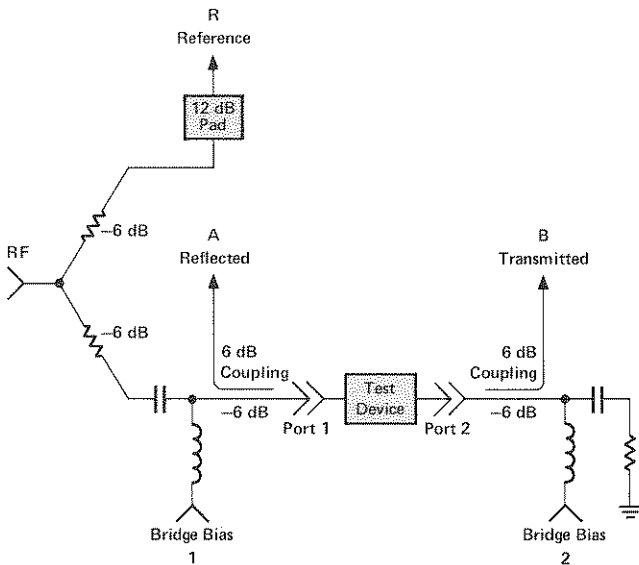 R
Reference
12 dB
Pad
–6 dB
RF
A
Reflected
B
Transmitted
–6 dB
6 dB
Coupling
6 dB
Coupling
Test
Device
–6 dB
Port 1
Port 2
–6 dB
Bridge Bias
1
Bridge Bias
2